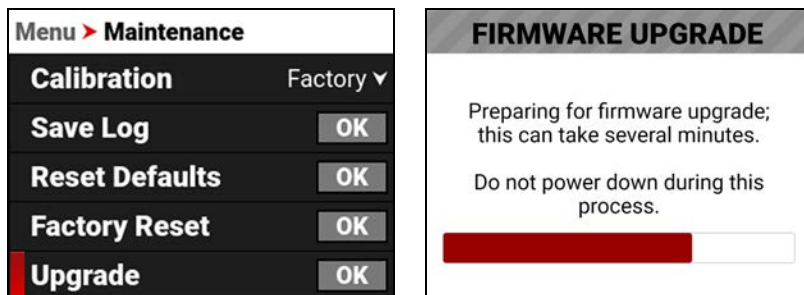 Menu > Maintenance
Calibration Factory
Save Log OK
Reset Defaults OK
Factory Reset OK
Upgrade OK
FIRMWARE UPGRADE
Preparing for firmware upgrade;
this can take several minutes.
Do not power down during this
process.